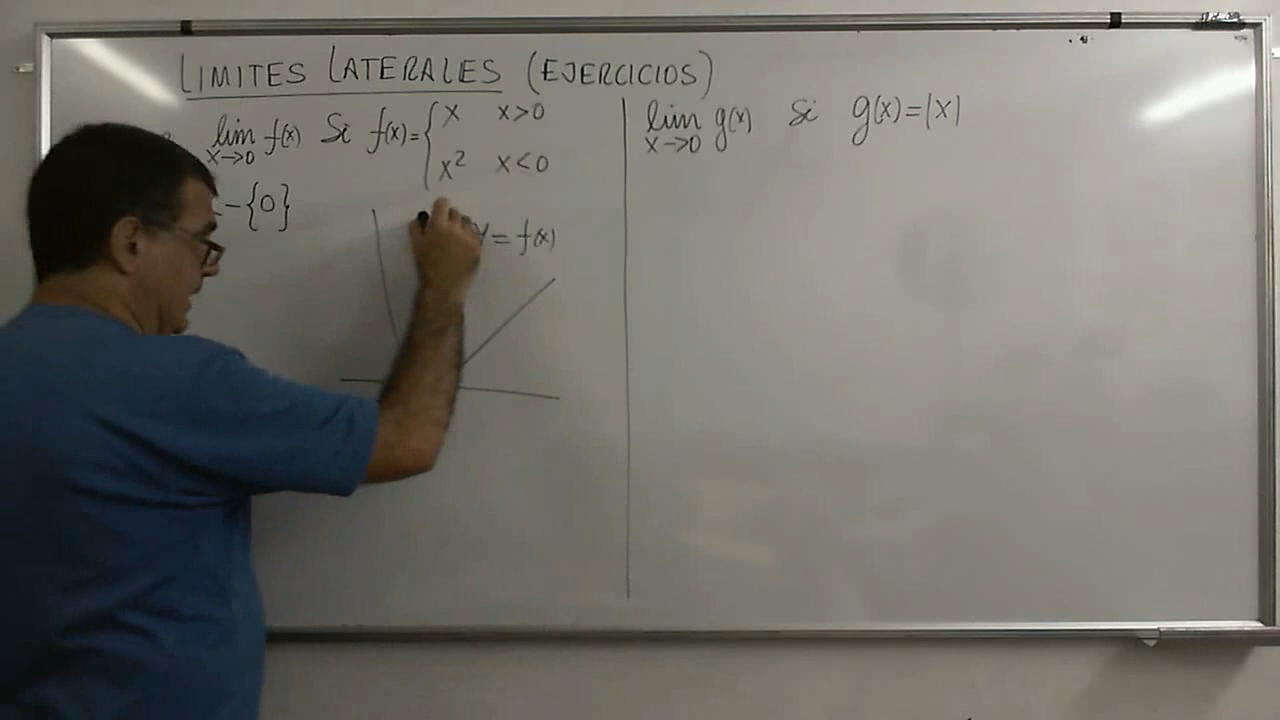 LIMITES LATERALES (EJERCICIOS)
lim f(x) Si f(x)= { x x>0
x→0
x² x<0
-{0}
y=f(x)
lim g(x) Si g(x)=|x|
x→0